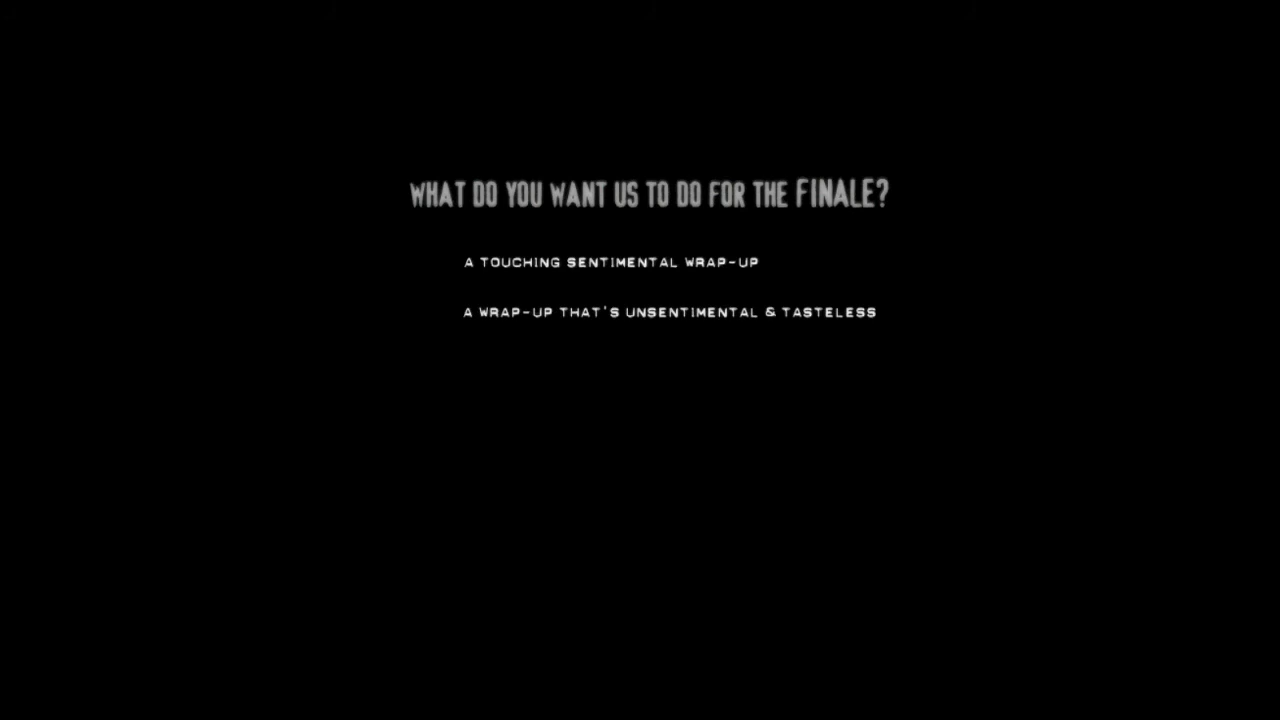 WHAT DO YOU WANT US TO DO FOR THE FINALE?
A TOUCHING SENTIMENTAL WRAP-UP
A WRAP-UP THAT'S UNSENTIMENTAL & TASTELESS